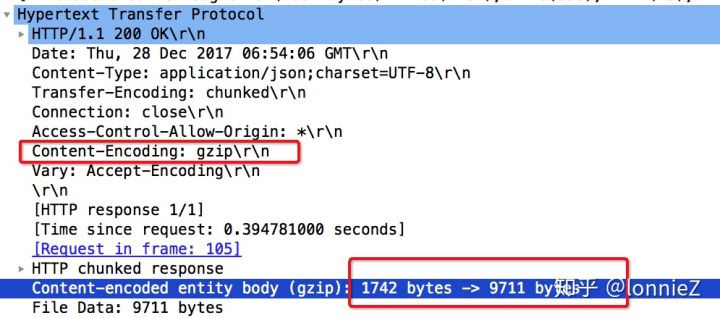 Hypertext Transfer Protocol
HTTP/1.1 200 OK\r\n
Date: Thu, 28 Dec 2017 06:54:06 GMT\r\n
Content-Type: application/json;charset=UTF-8\r\n
Transfer-Encoding: chunked\r\n
Connection: close\r\n
Access-Control-Allow-Origin: *\r\n
Content-Encoding: gzip\r\n
Vary: Accept-Encoding\r\n
\r\n
[HTTP response 1/1]
[Time since request: 0.394781000 seconds]
[Request in frame: 105]
HTTP chunked response
Content-encoded entity body (gzip): 1742 bytes -> 9711 bytes
知乎 @lonnieZ
File Data: 9711 bytes